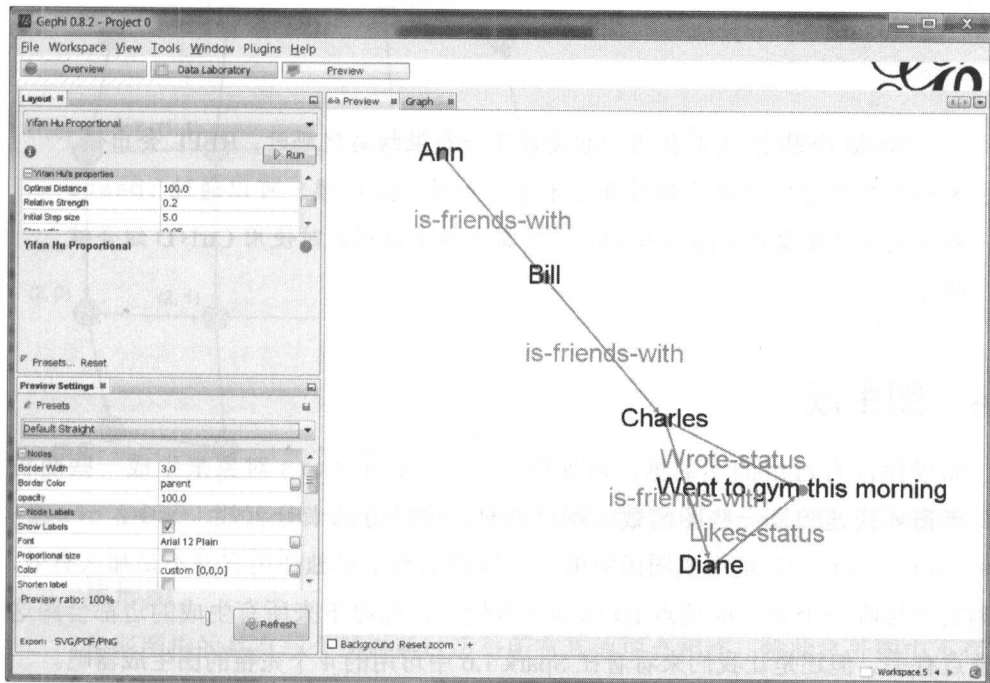 Gephi 0.8.2 - Project 0
File Workspace View Tools Window Plugins Help
Overview Data Laboratory Preview
Layout
Yifan Hu Proportional
Run
Yifan Hu's properties
Optimal Distance 100.0
Relative Strength 0.2
Initial Step size 5.0
Yifan Hu Proportional
Presets... Reset
Preview Settings
Presets
Default Straight
Nodes
Border Width 3.0
Border Color parent
opacity 100.0
Node Labels
Show Labels
Font Arial 12 Plain
Proportional size
Color custom [0,0,0]
Shorten label
Preview ratio: 100%
Refresh
Export: SVG/PDF/PNG
Preview Graph
Ann
is-friends-with
Bill
is-friends-with
Charles
Wrote-status
Went to gym this morning
is-friends-with
Likes-status
Diane
Background Reset zoom - +
Workspace 5